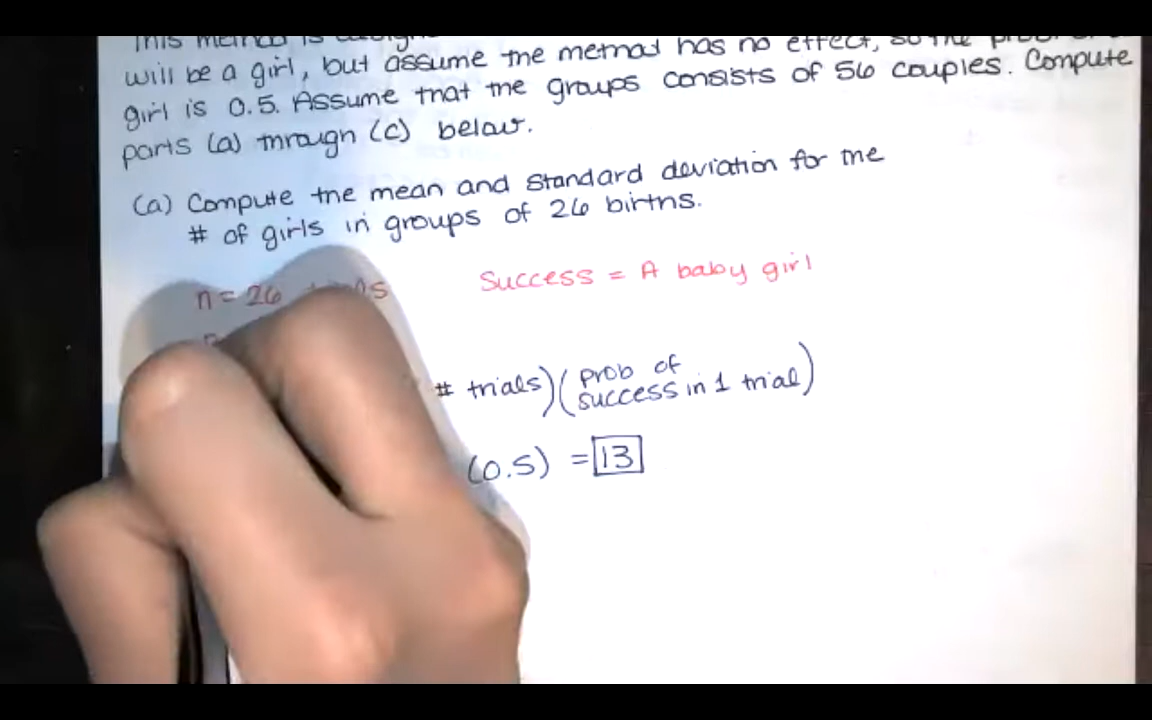 This method is
will be a girl, but assume the method has no effect, so the
girl is 0.5. Assume that the groups consists of 56 couples. Compute
parts (a) through (c) below.
(a) Compute the mean and standard deviation for the
# of girls in groups of 26 births.
n = 26 Success = A baby girl
# trials)(prob of
success in 1 trial)
(0.5) = 13